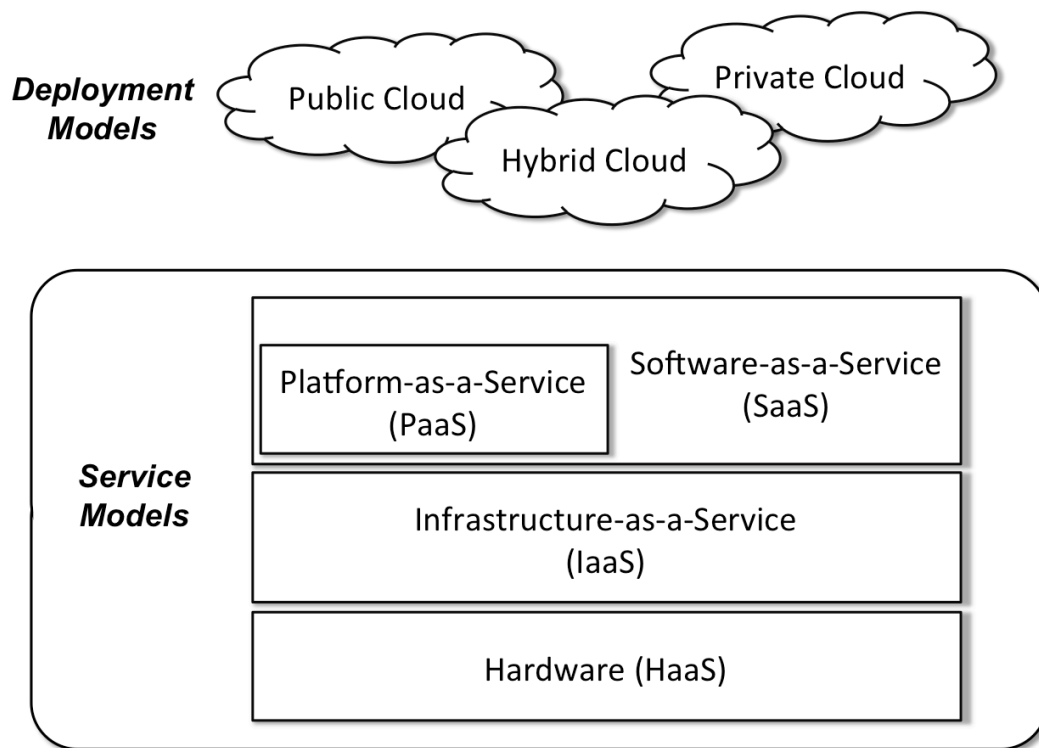 Deployment
Models
Public Cloud
Private Cloud
Hybrid Cloud
Platform-as-a-Service
(PaaS)
Software-as-a-Service
(SaaS)
Service
Models
Infrastructure-as-a-Service
(IaaS)
Hardware (HaaS)